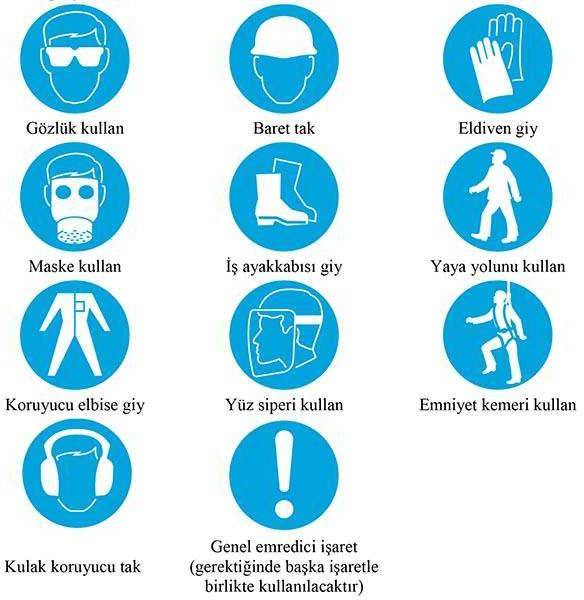 Gözlük kullan
Baret tak
Eldiven giy
Maske kullan
İş ayakkabısı giy
Yaya yolunu kullan
Koruyucu elbise giy
Yüz siperi kullan
Emniyet kemeri kullan
Kulak koruyucu tak
Genel emredici işaret
(gerektiğinde başka işaretle
birlikte kullanılacaktır)